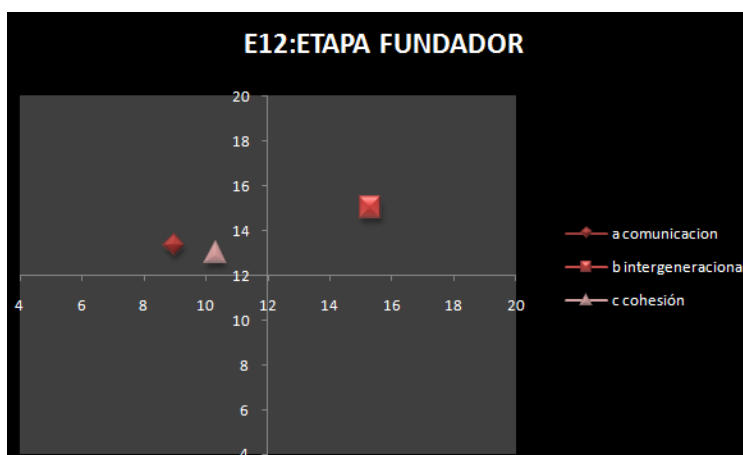 E12:ETAPA FUNDADOR
20
18
16
14
12
4 6 8 10 12 14 16 18 20
10
8
6
4
a comunicacion
b intergeneraciona
c cohesión